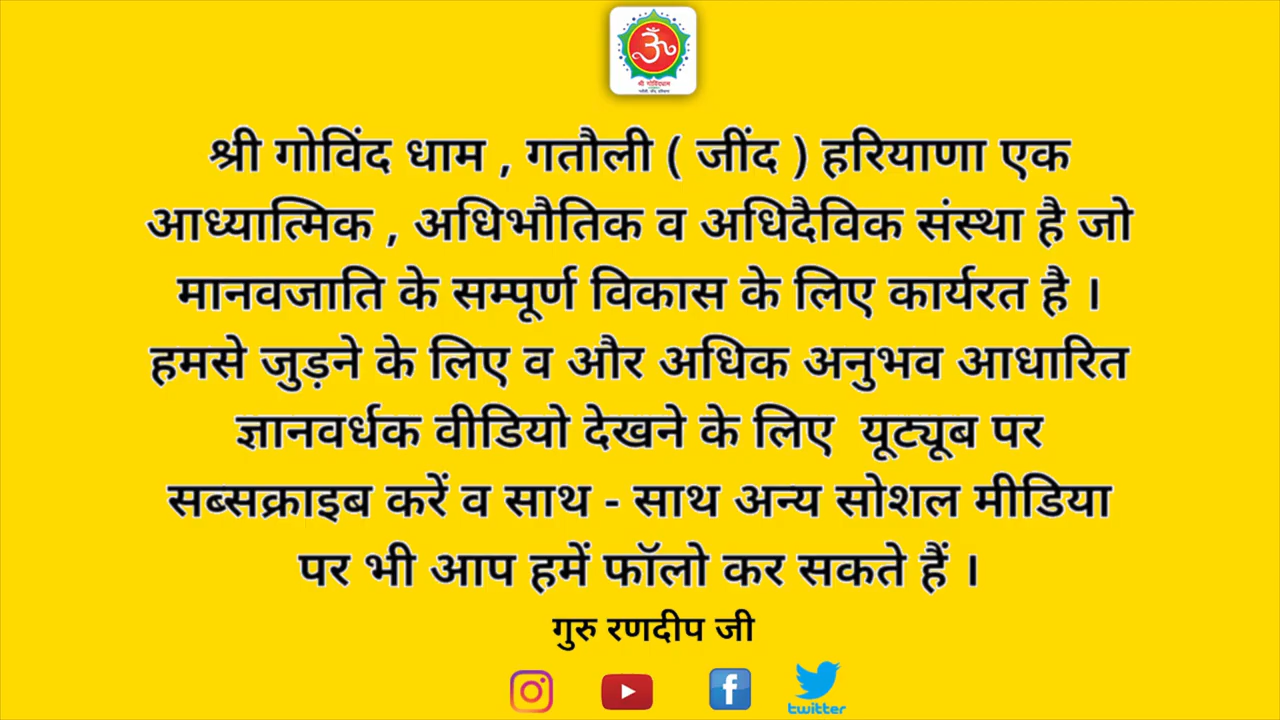 ॐ
श्री गोविंदधाम
श्री गोविंद धाम , गतौली ( जींद ) हरियाणा एक
आध्यात्मिक , अधिभौतिक व अधिदैविक संस्था है जो
मानवजाति के सम्पूर्ण विकास के लिए कार्यरत है ।
हमसे जुड़ने के लिए व और अधिक अनुभव आधारित
ज्ञानवर्धक वीडियो देखने के लिए यूट्यूब पर
सब्सक्राइब करें व साथ - साथ अन्य सोशल मीडिया
पर भी आप हमें फॉलो कर सकते हैं ।
गुरु रणदीप जी
twitter